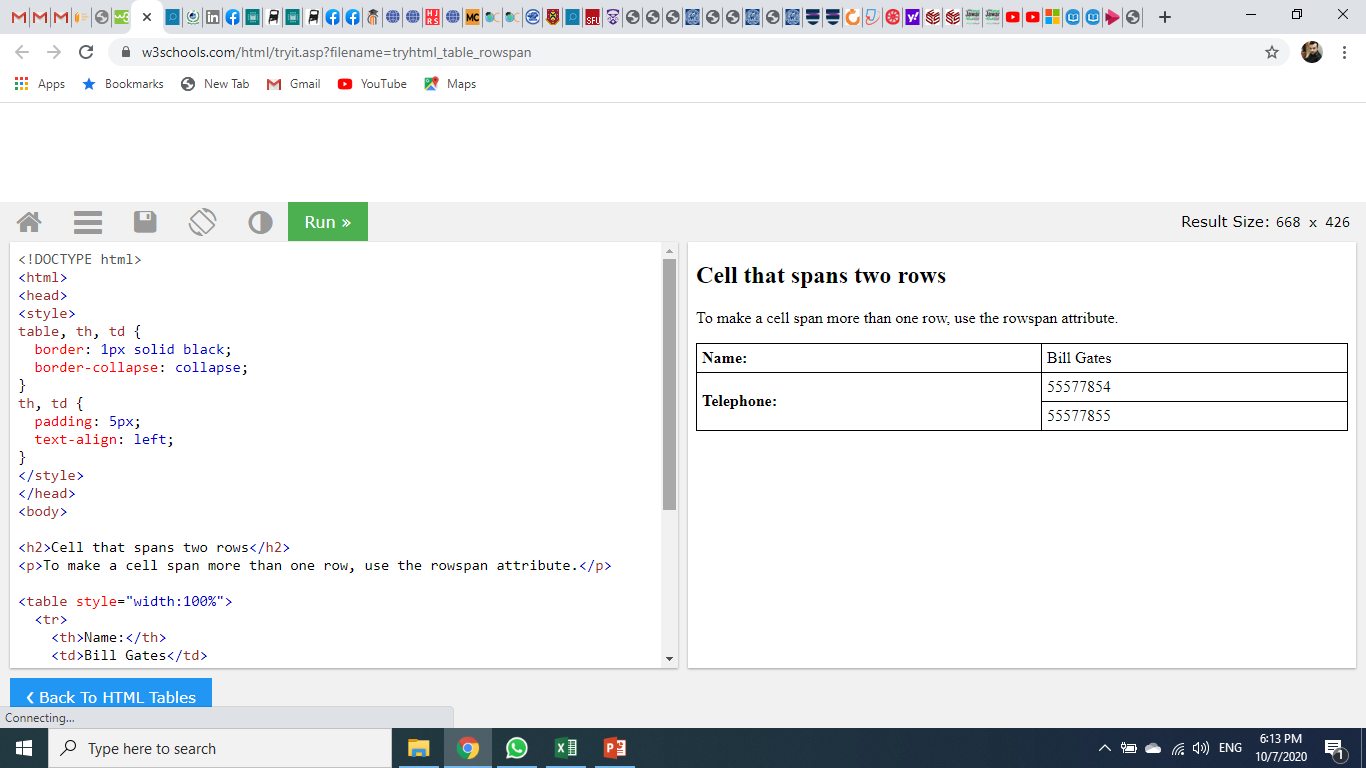 w3schools.com/html/tryit.asp?filename=tryhtml_table_rowspan
Apps Bookmarks New Tab Gmail YouTube Maps
Run » Result Size: 668 x 426
<!DOCTYPE html>
<html>
<head>
<style>
table, th, td {
  border: 1px solid black;
  border-collapse: collapse;
}
th, td {
  padding: 5px;
  text-align: left;
}
</style>
</head>
<body>
<h2>Cell that spans two rows</h2>
<p>To make a cell span more than one row, use the rowspan attribute.</p>
<table style="width:100%">
  <tr>
    <th>Name:</th>
    <td>Bill Gates</td>
Cell that spans two rows
To make a cell span more than one row, use the rowspan attribute.
Name: Bill Gates
Telephone: 55577854
55577855
❮ Back To HTML Tables
Connecting...
Type here to search
ENG
6:13 PM
10/7/2020
1